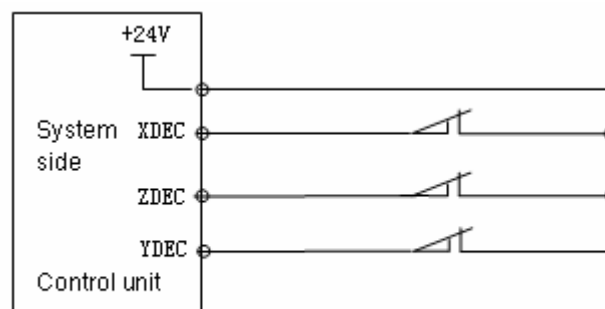 +24V
System XDEC
side
ZDEC
YDEC
Control unit